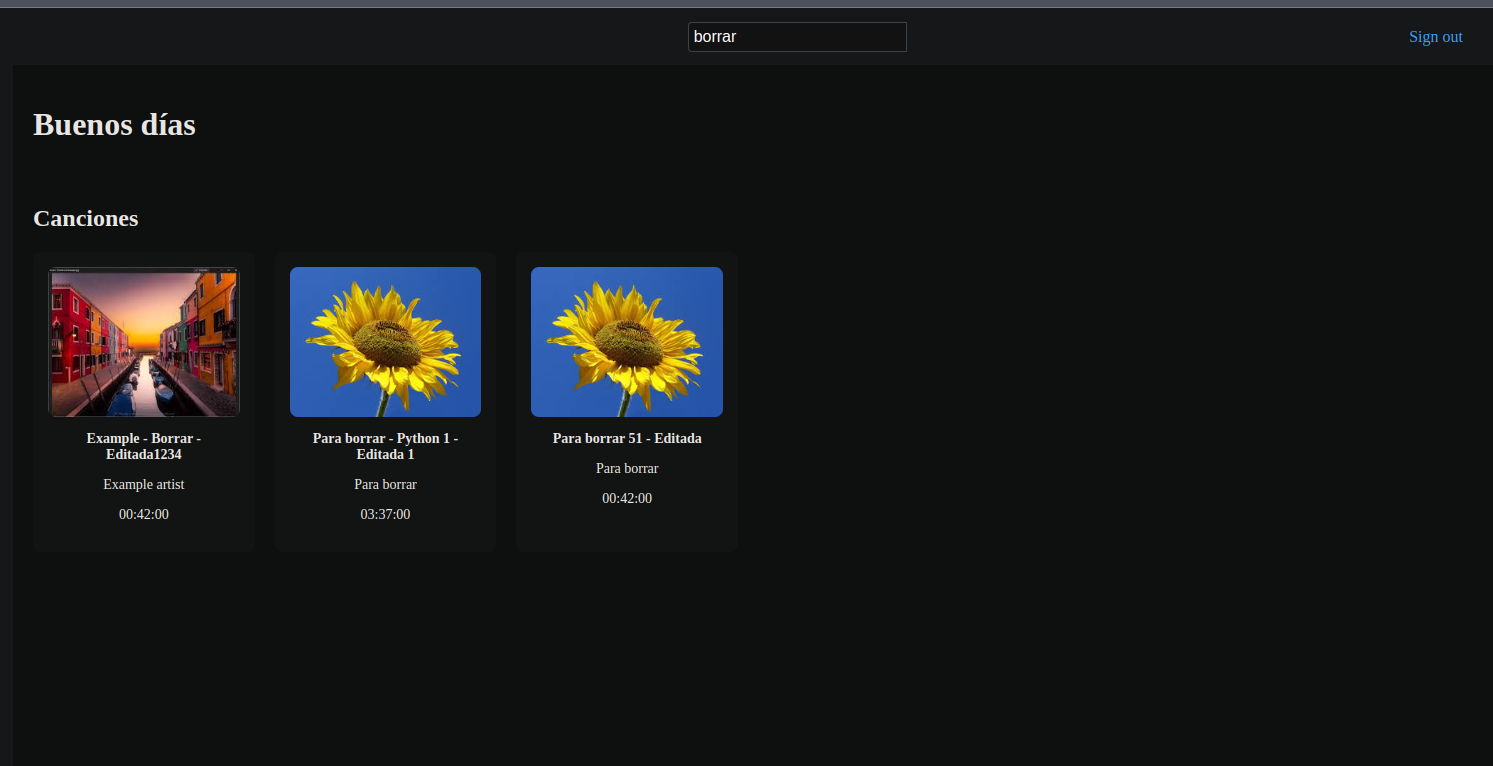 borrar
Sign out
Buenos días
Canciones
Example - Borrar -
Editada1234
Example artist
00:42:00
Para borrar - Python 1 -
Editada 1
Para borrar
03:37:00
Para borrar 51 - Editada
Para borrar
00:42:00